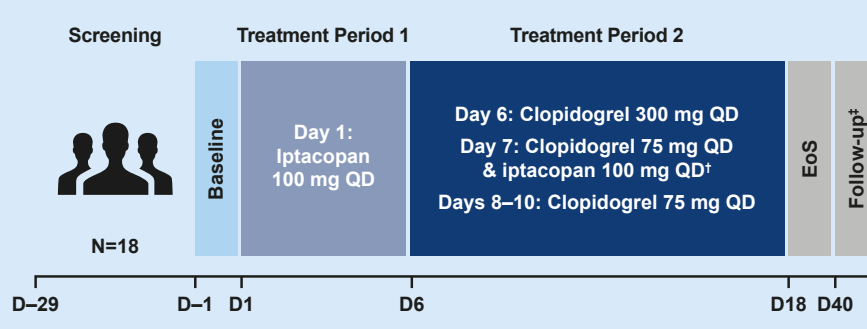 Screening
Treatment Period 1
Treatment Period 2
N=18
Baseline
Day 1:
Iptacopan
100 mg QD
Day 6: Clopidogrel 300 mg QD
Day 7: Clopidogrel 75 mg QD
& iptacopan 100 mg QD†
Days 8–10: Clopidogrel 75 mg QD
EoS
Follow-up‡
D–29
D–1
D1
D6
D18
D40